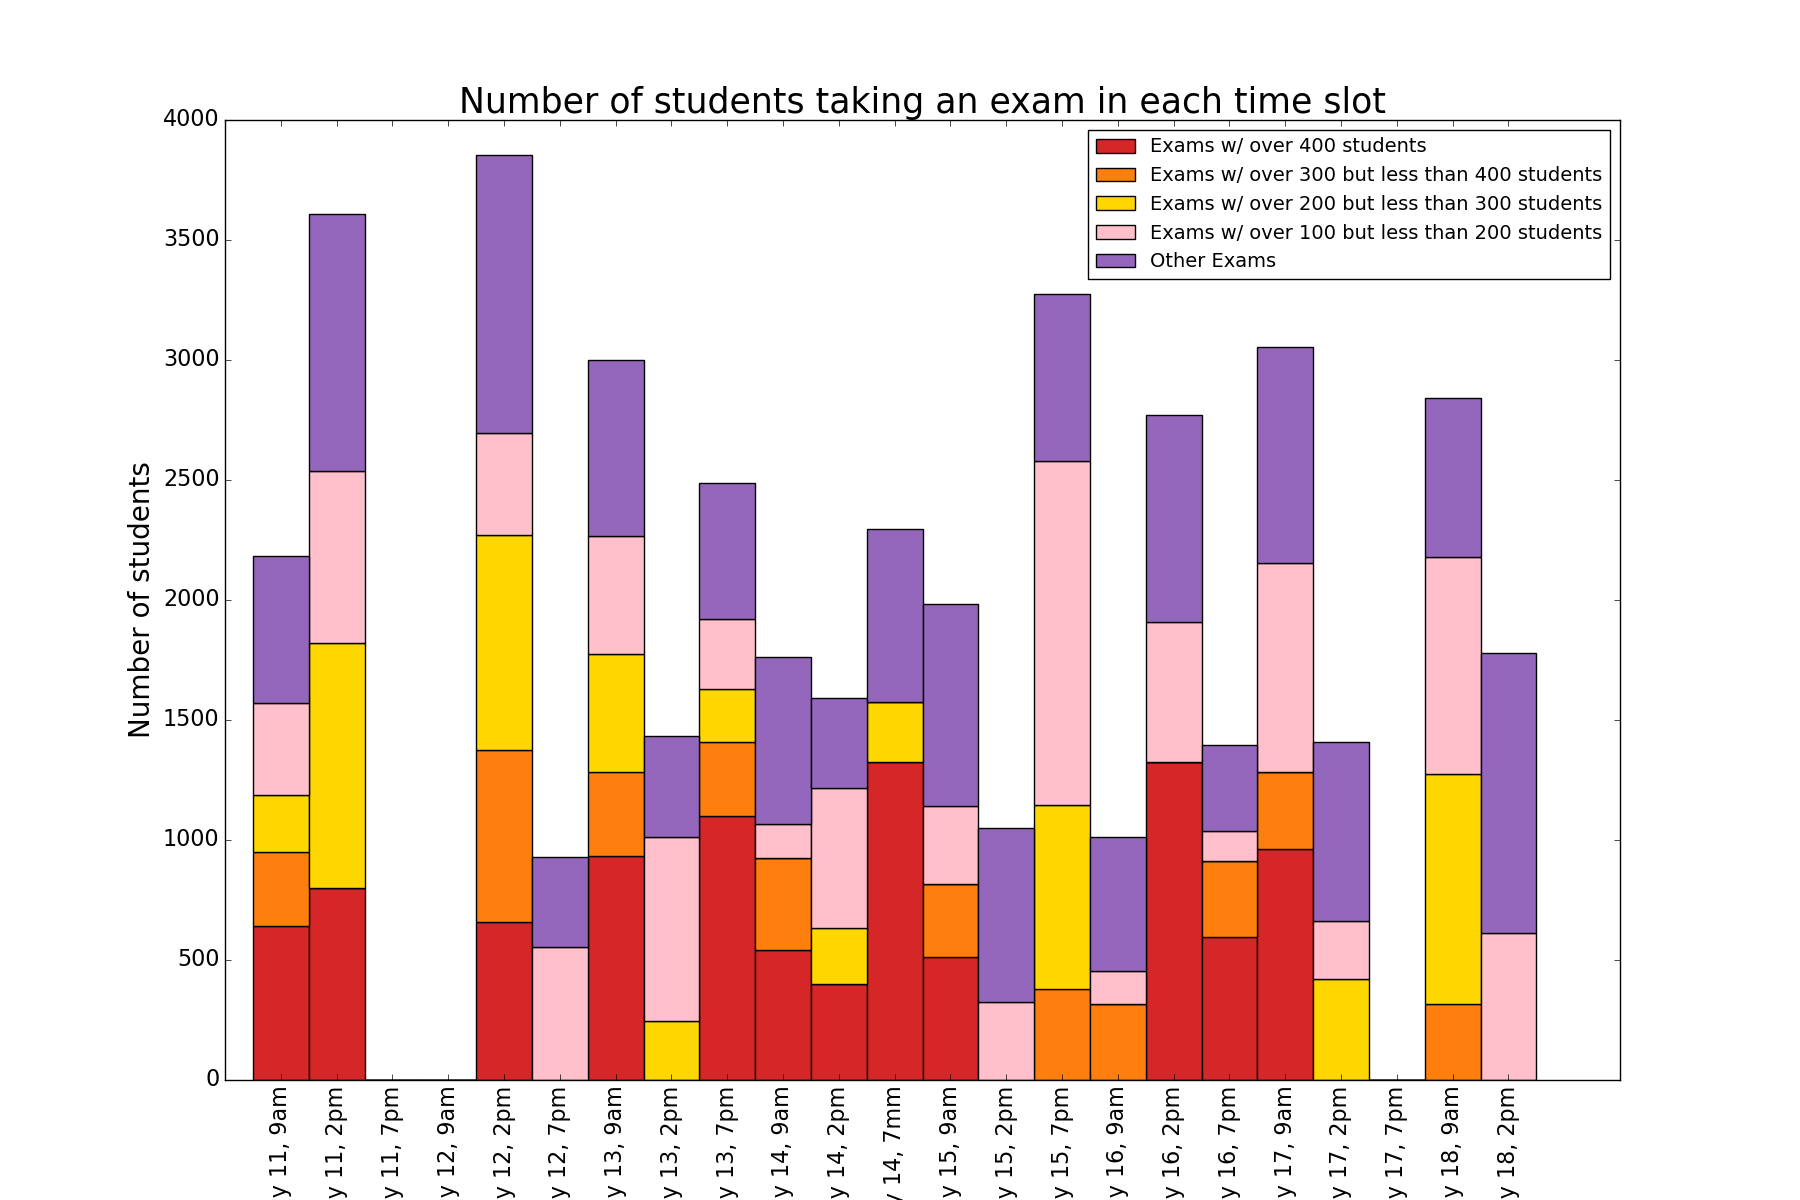 Number of students taking an exam in each time slot
Exams w/ over 400 students
Exams w/ over 300 but less than 400 students
Exams w/ over 200 but less than 300 students
Exams w/ over 100 but less than 200 students
Other Exams
Number of students
4000
3500
3000
2500
2000
1500
1000
500
0
y 11, 9am
y 11, 2pm
y 11, 7pm
y 12, 9am
y 12, 2pm
y 12, 7pm
y 13, 9am
y 13, 2pm
y 13, 7pm
y 14, 9am
y 14, 2pm
y 14, 7mm
y 15, 9am
y 15, 2pm
y 15, 7pm
y 16, 9am
y 16, 2pm
y 16, 7pm
y 17, 9am
y 17, 2pm
y 17, 7pm
y 18, 9am
y 18, 2pm